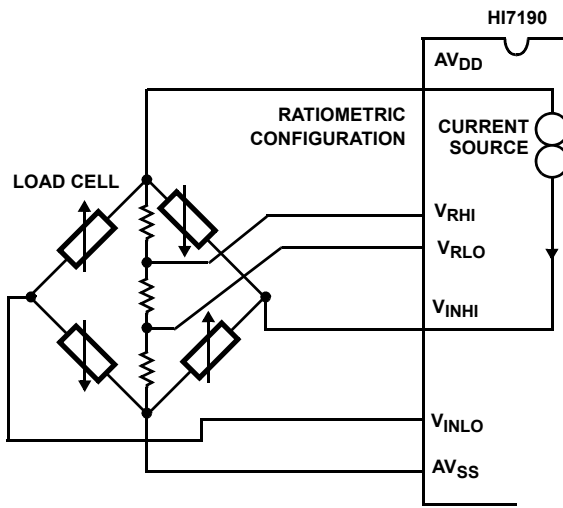 HI7190
AVDD
RATIOMETRIC
CONFIGURATION
CURRENT
SOURCE
LOAD CELL
VRHI
VRLO
VINHI
VINLO
AVSS